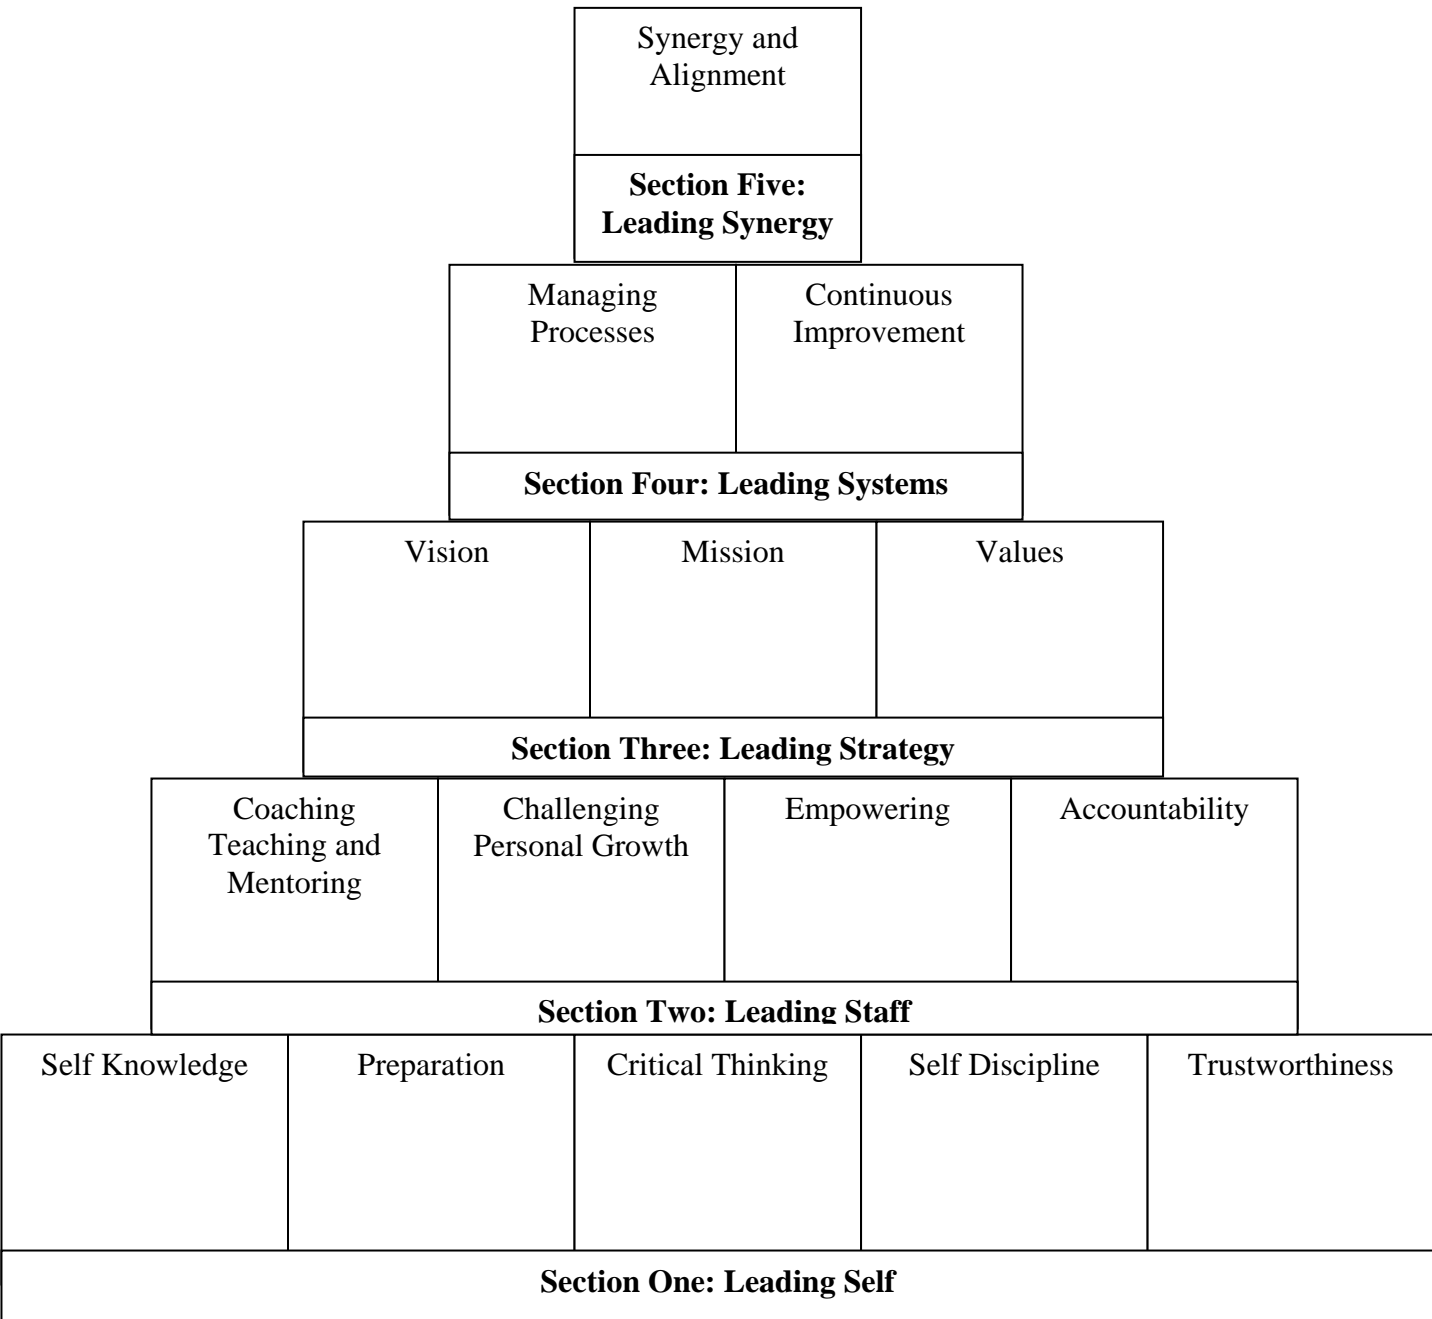 Synergy and
Alignment
Section Five:
Leading Synergy
Managing
Processes
Continuous
Improvement
Section Four: Leading Systems
Vision
Mission
Values
Section Three: Leading Strategy
Coaching
Teaching and
Mentoring
Challenging
Personal Growth
Empowering
Accountability
Section Two: Leading Staff
Self Knowledge
Preparation
Critical Thinking
Self Discipline
Trustworthiness
Section One: Leading Self